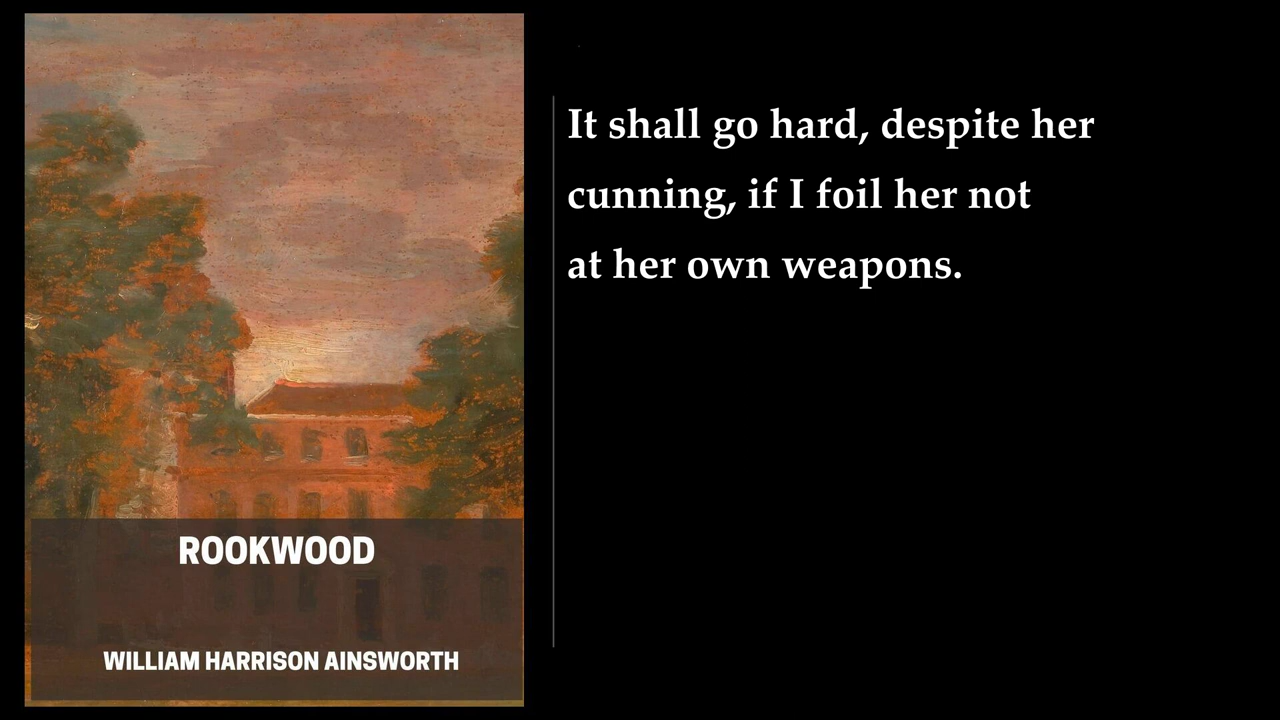 ROOKWOOD
WILLIAM HARRISON AINSWORTH
It shall go hard, despite her
cunning, if I foil her not
at her own weapons.